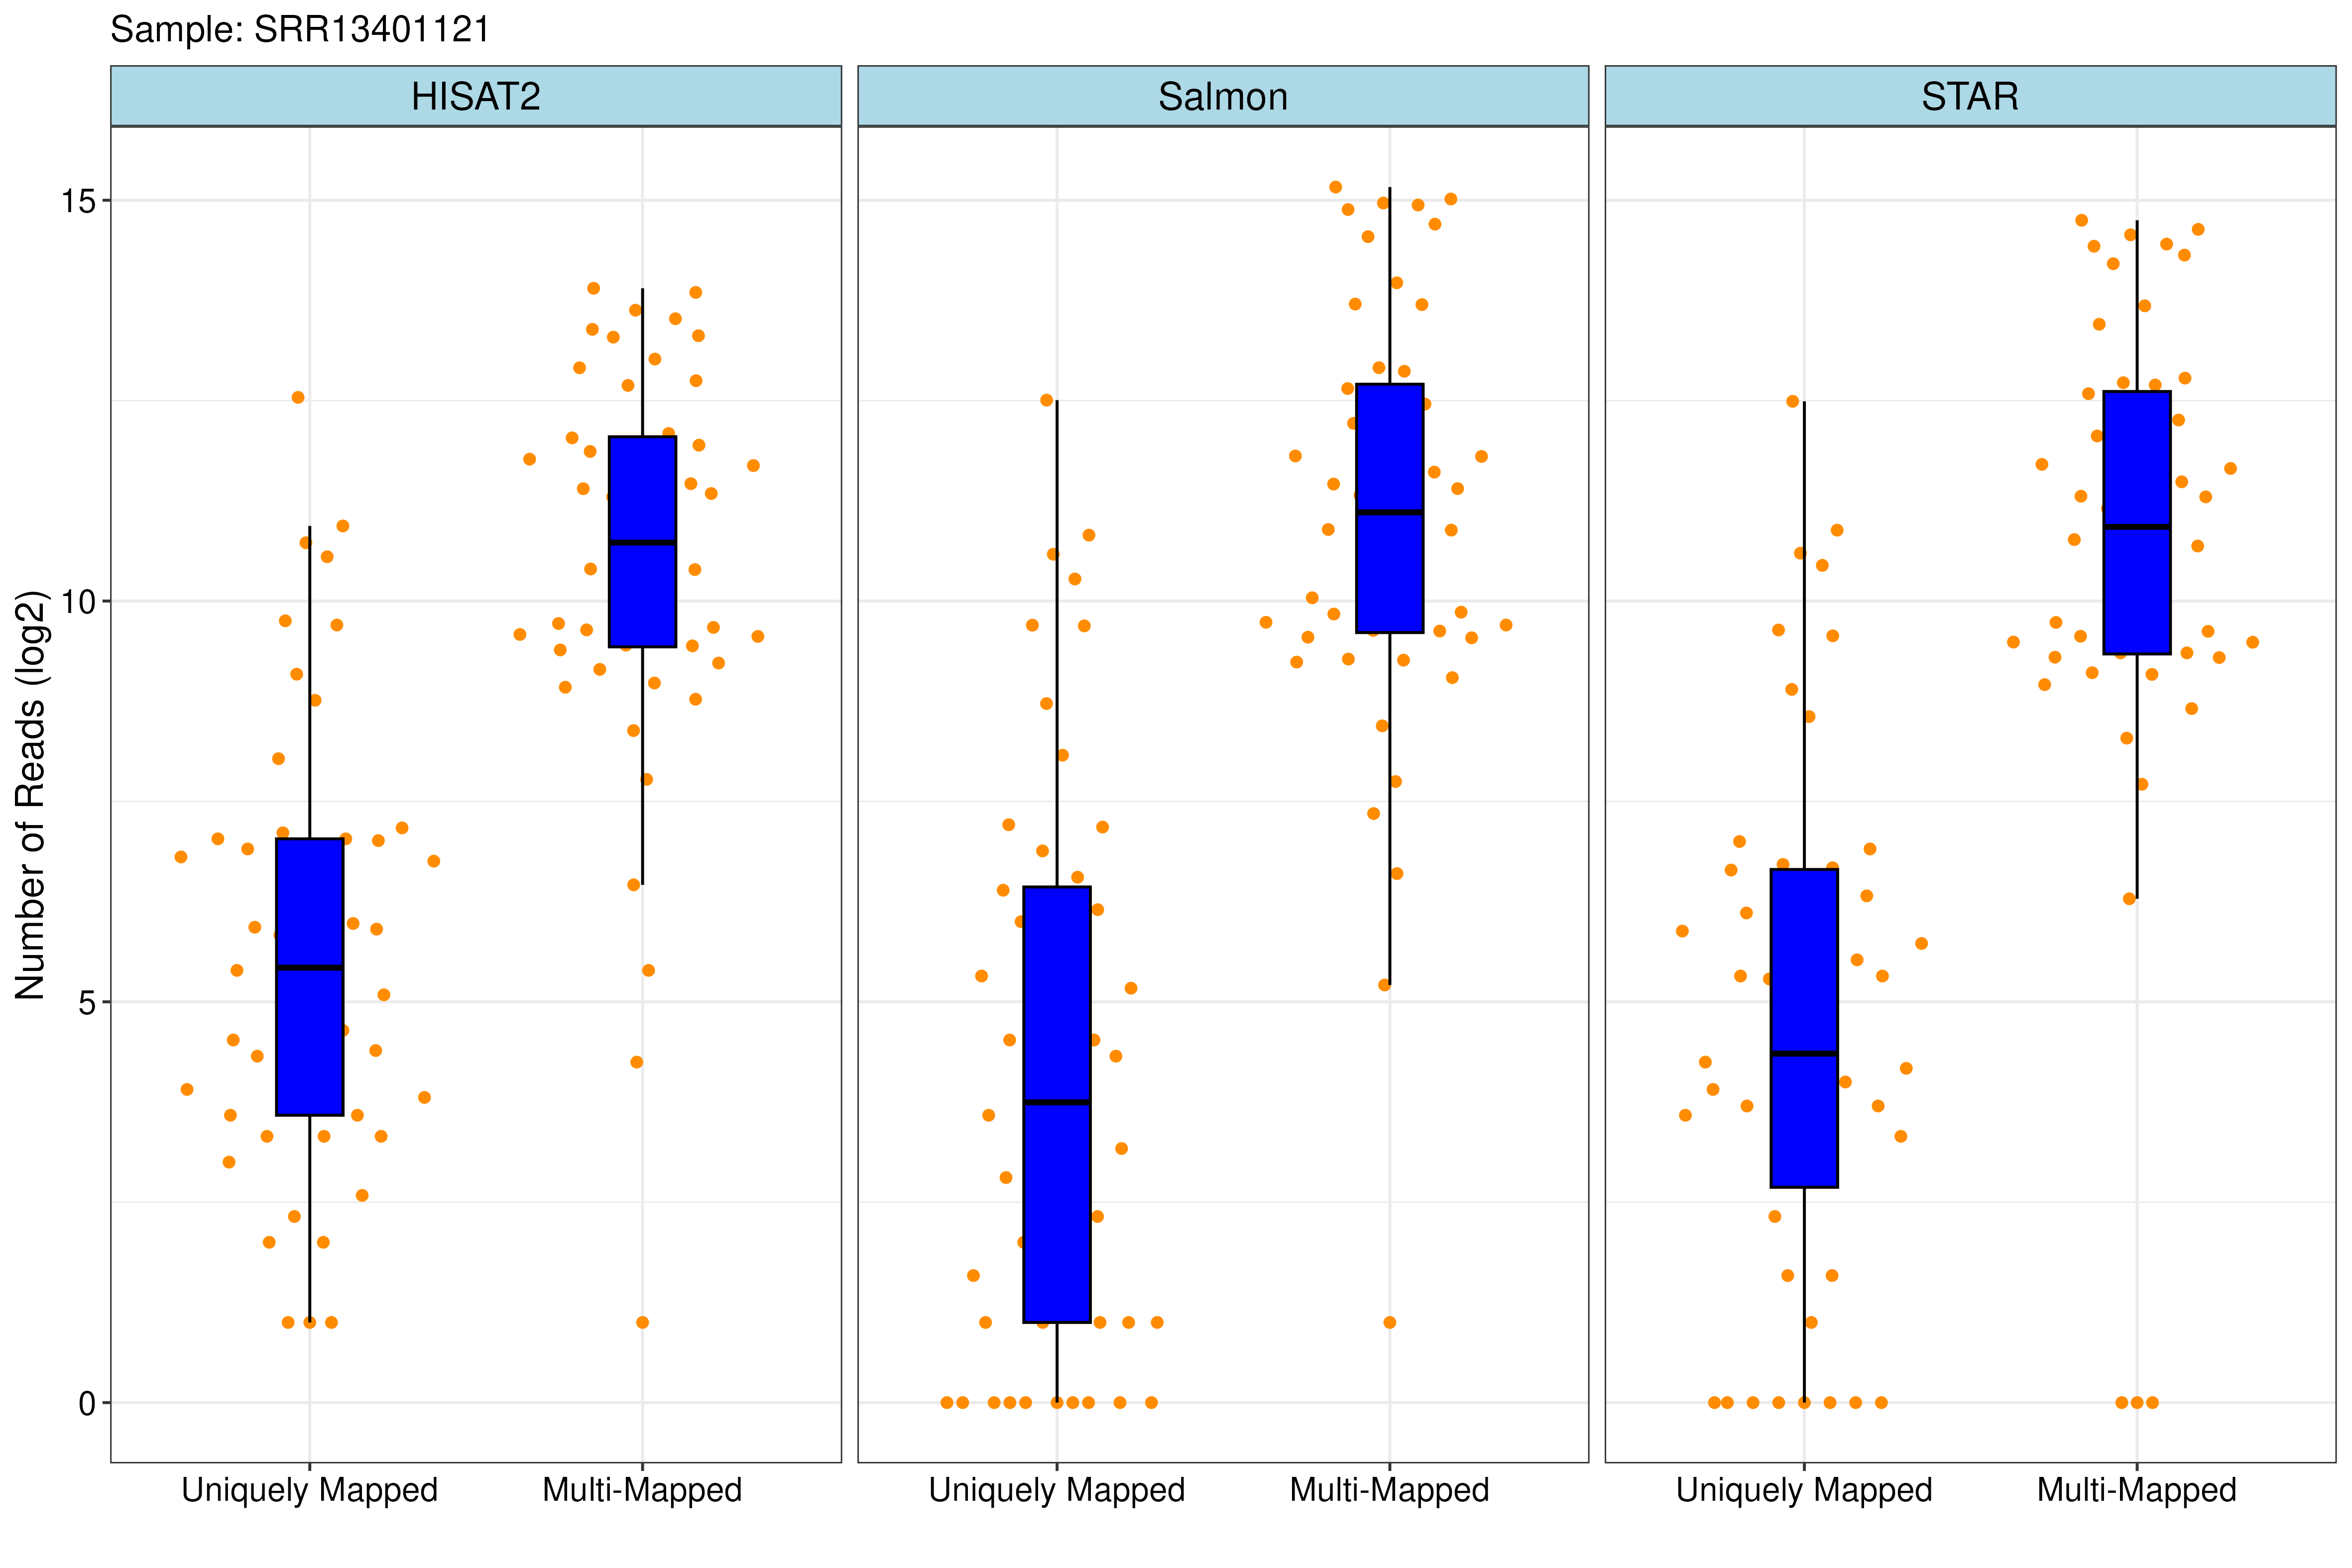 Sample: SRR13401121
HISAT2
Salmon
STAR
Number of Reads (log2)
15
10
5
0
Uniquely Mapped
Multi-Mapped
Uniquely Mapped
Multi-Mapped
Uniquely Mapped
Multi-Mapped